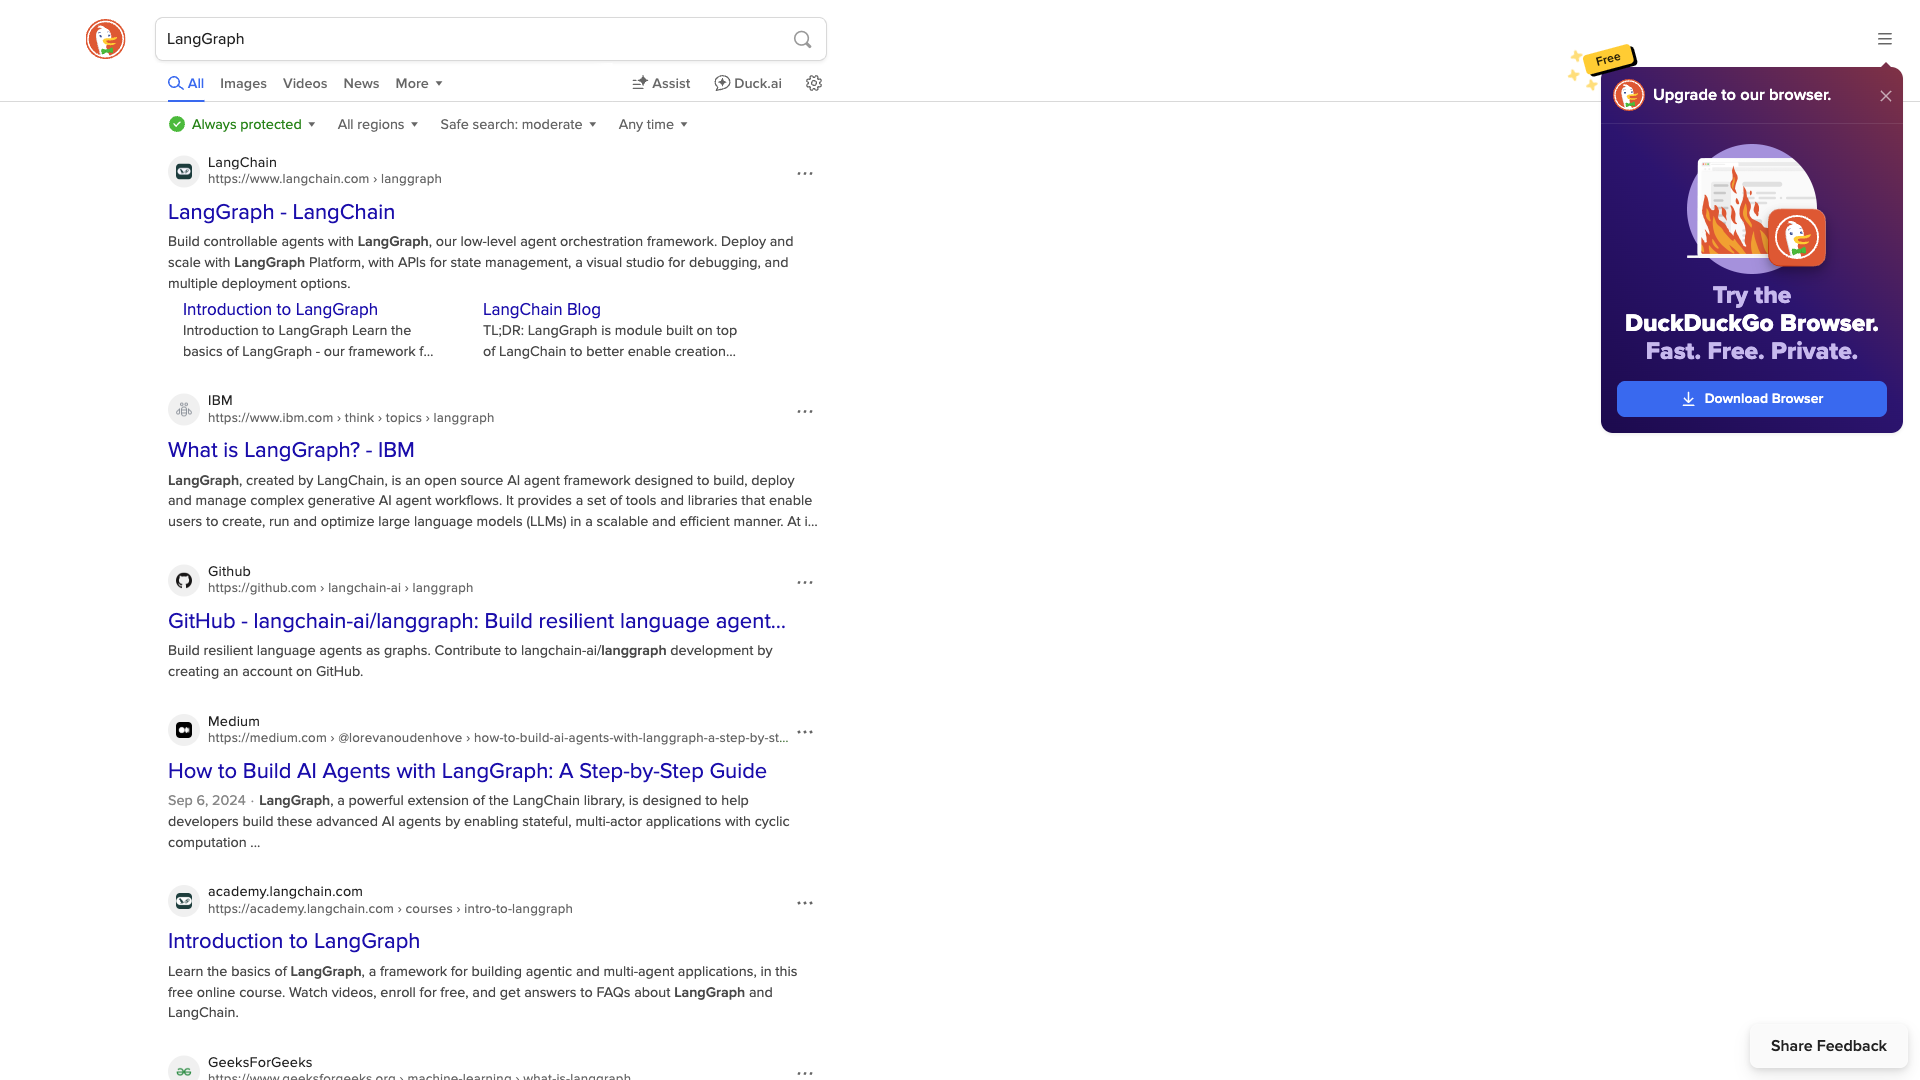 LangGraph
All
Images
Videos
News
More
Assist
Duck.ai
Always protected
All regions
Safe search: moderate
Any time
LangChain
https://www.langchain.com › langgraph
LangGraph - LangChain
Build controllable agents with LangGraph, our low-level agent orchestration framework. Deploy and
scale with LangGraph Platform, with APIs for state management, a visual studio for debugging, and
multiple deployment options.
Introduction to LangGraph
Introduction to LangGraph Learn the
basics of LangGraph - our framework f...
LangChain Blog
TL;DR: LangGraph is module built on top
of LangChain to better enable creation...
IBM
https://www.ibm.com › think › topics › langgraph
What is LangGraph? - IBM
LangGraph, created by LangChain, is an open source AI agent framework designed to build, deploy
and manage complex generative AI agent workflows. It provides a set of tools and libraries that enable
users to create, run and optimize large language models (LLMs) in a scalable and efficient manner. At i...
Github
https://github.com › langchain-ai › langgraph
GitHub - langchain-ai/langgraph: Build resilient language agent...
Build resilient language agents as graphs. Contribute to langchain-ai/langgraph development by
creating an account on GitHub.
Medium
https://medium.com › @lorevanoudenhove › how-to-build-ai-agents-with-langgraph-a-step-by-st...
How to Build AI Agents with LangGraph: A Step-by-Step Guide
Sep 6, 2024 · LangGraph, a powerful extension of the LangChain library, is designed to help
developers build these advanced AI agents by enabling stateful, multi-actor applications with cyclic
computation ...
academy.langchain.com
https://academy.langchain.com › courses › intro-to-langgraph
Introduction to LangGraph
Learn the basics of LangGraph, a framework for building agentic and multi-agent applications, in this
free online course. Watch videos, enroll for free, and get answers to FAQs about LangGraph and
LangChain.
GeeksForGeeks
https://www.geeksforgeeks.org › machine-learning › what-is-langgraph
Free
Upgrade to our browser.
Try the
DuckDuckGo Browser.
Fast. Free. Private.
Download Browser
Share Feedback